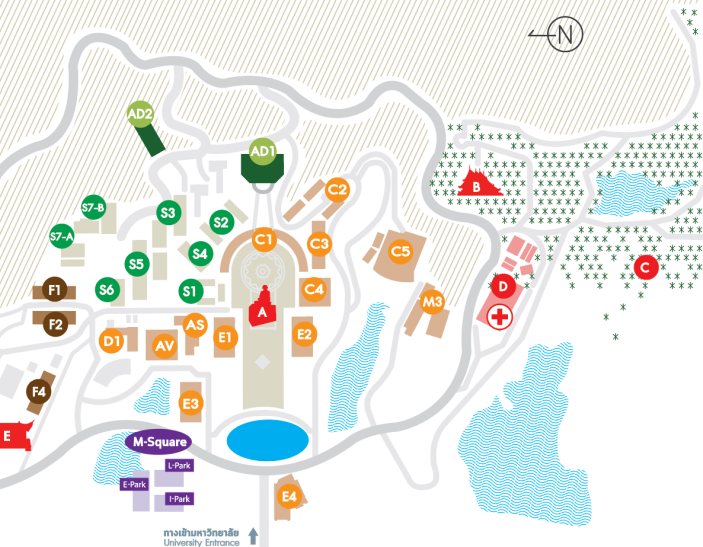 N
AD2
AD1
B
C2
S7-B
S3
S2
S7-A
C1
C3
S4
C5
S5
C
F1
S6
S1
C4
D
M3
A
F2
AS
D1
AV
E1
E2
F4
E3
E
M-Square
L-Park
E-Park
I-Park
E4
ทางเข้ามหาวิทยาลัย
University Entrance